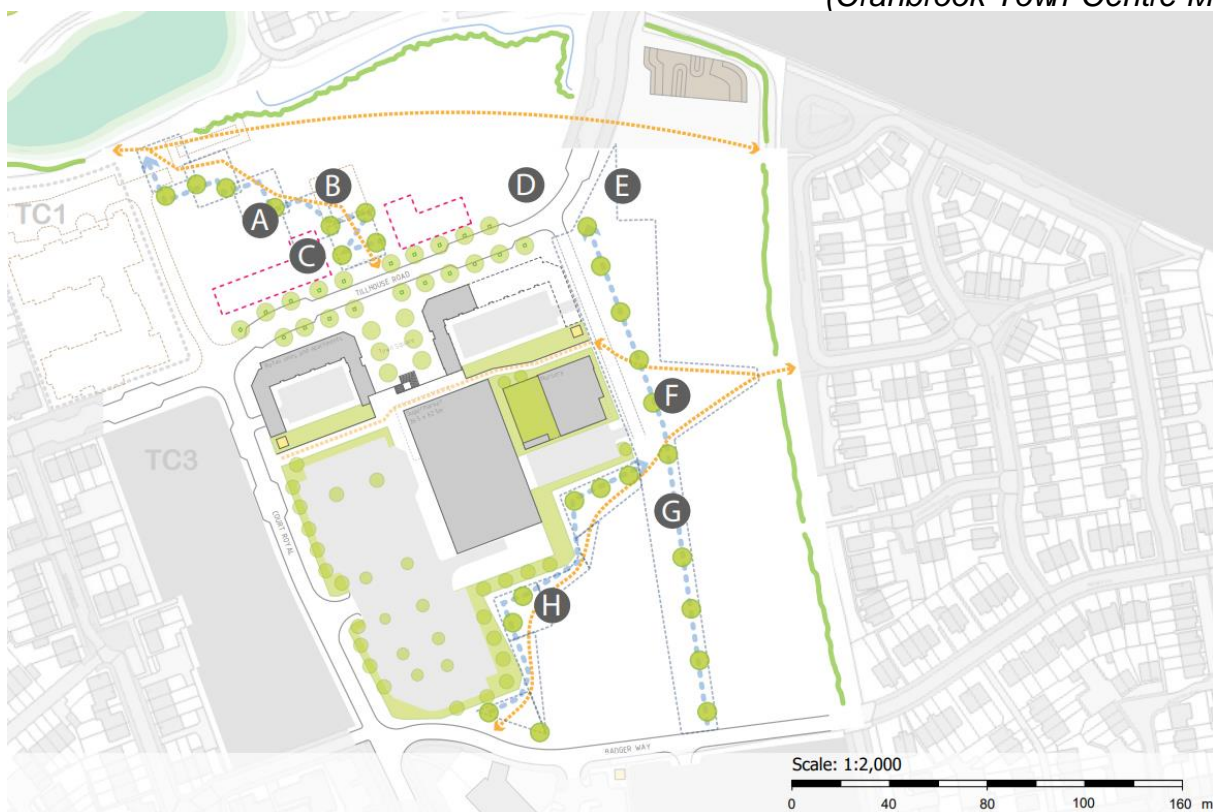 (Cranbrook Town Centre M
D
E
B
TC1
A
C
TILLHOUSE ROAD
F
TC3
G
COURT ROYAL
H
BADGER WAY
Scale: 1:2,000
0 40 80 100 160 m